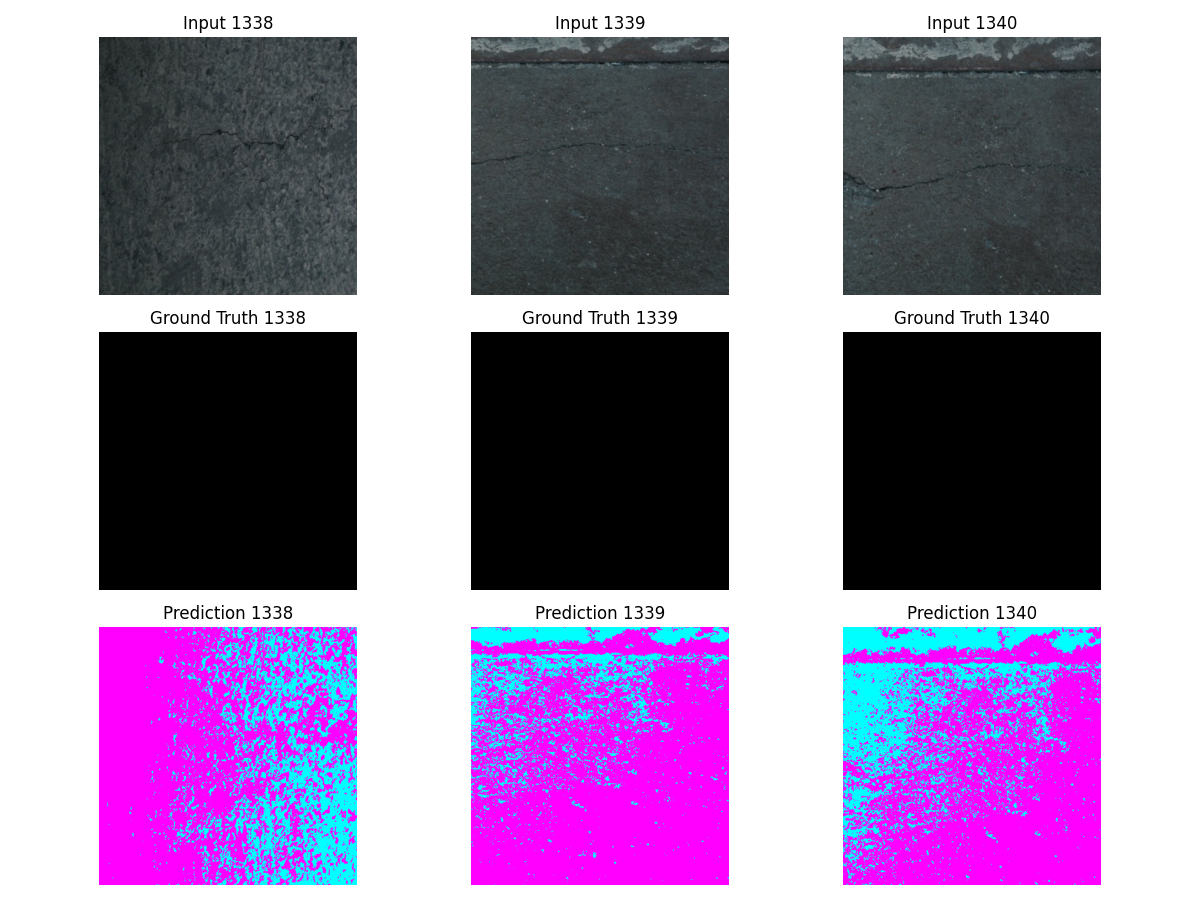 Input 1338
Input 1339
Input 1340
Ground Truth 1338
Ground Truth 1339
Ground Truth 1340
Prediction 1338
Prediction 1339
Prediction 1340